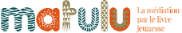 mafulu
La médiation
par le livre
jeunesse